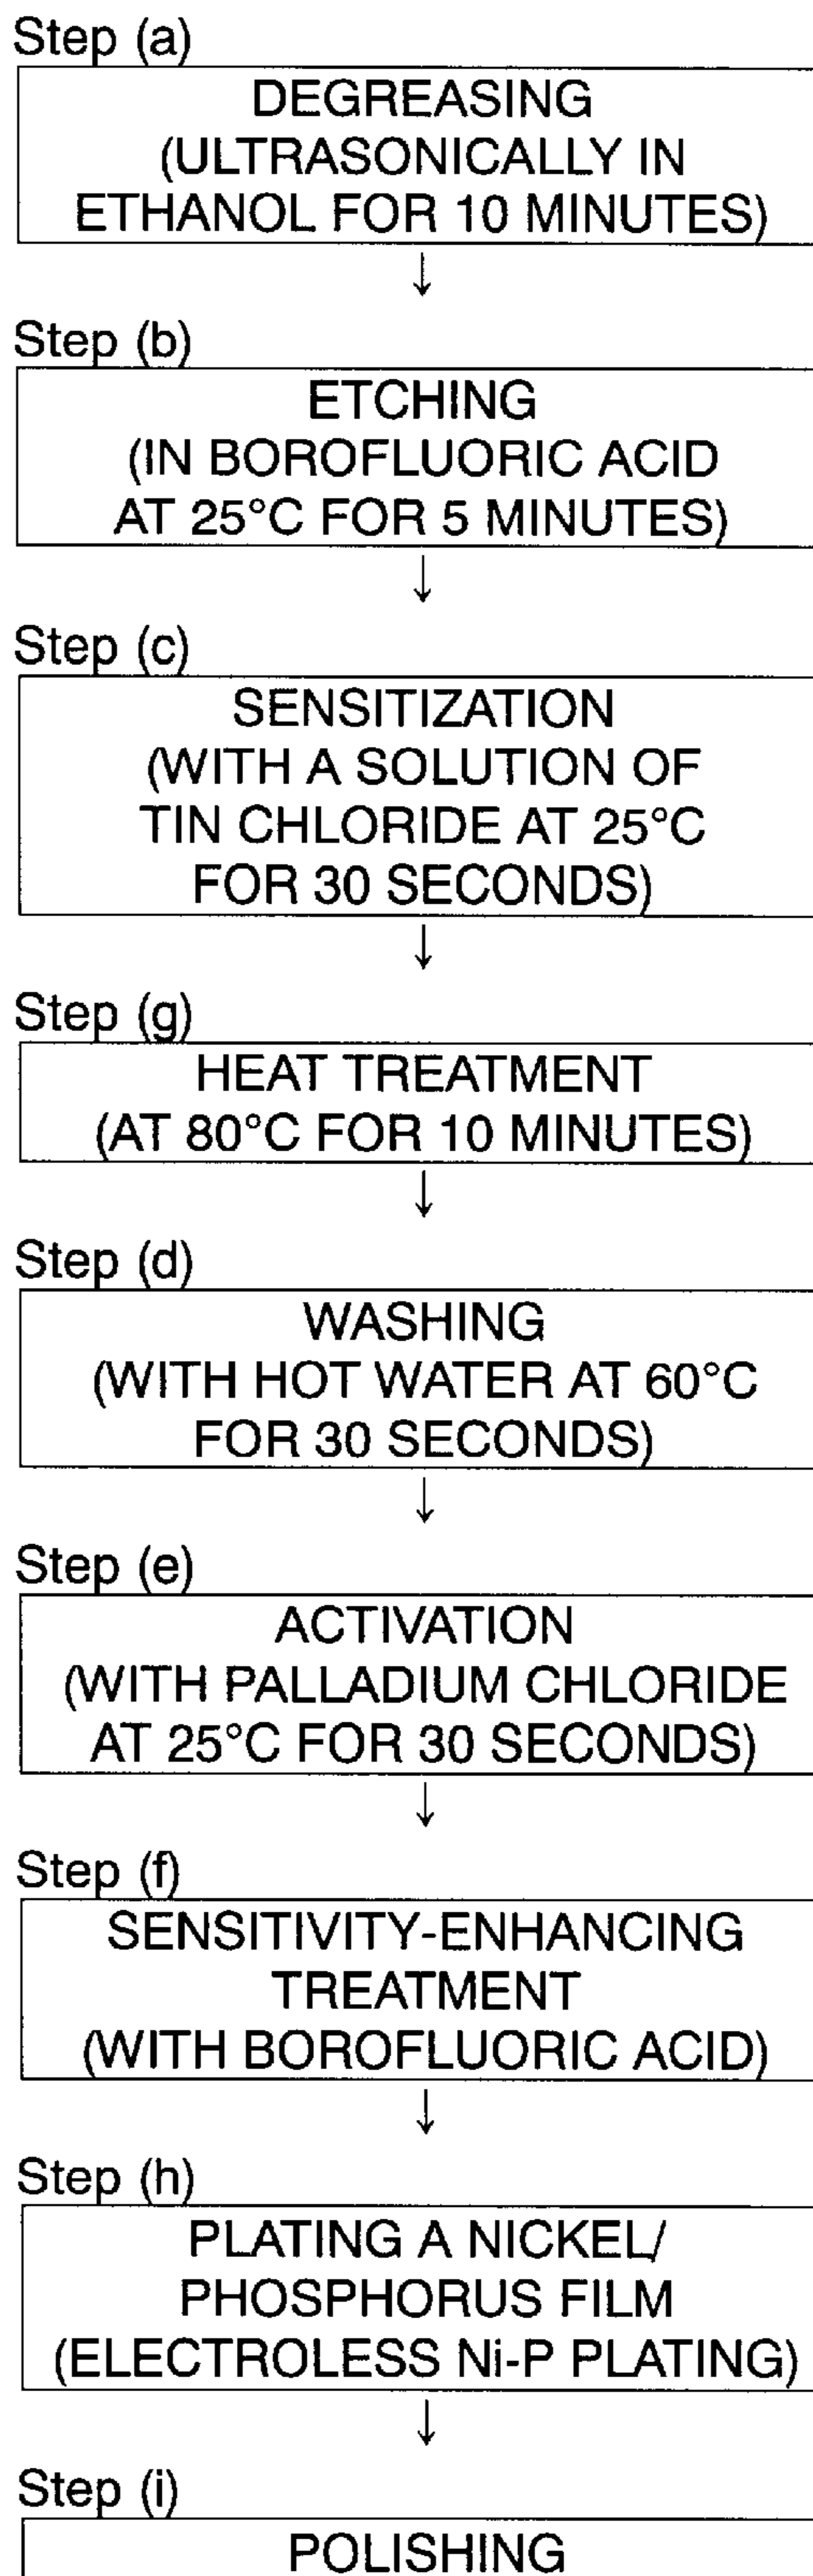 Step (a)
DEGREASING
(ULTRASONICALLY IN
ETHANOL FOR 10 MINUTES)
↓
Step (b)
ETCHING
(IN BOROFLUORIC ACID
AT 25°C FOR 5 MINUTES)
↓
Step (c)
SENSITIZATION
(WITH A SOLUTION OF
TIN CHLORIDE AT 25°C
FOR 30 SECONDS)
↓
Step (g)
HEAT TREATMENT
(AT 80°C FOR 10 MINUTES)
↓
Step (d)
WASHING
(WITH HOT WATER AT 60°C
FOR 30 SECONDS)
↓
Step (e)
ACTIVATION
(WITH PALLADIUM CHLORIDE
AT 25°C FOR 30 SECONDS)
↓
Step (f)
SENSITIVITY-ENHANCING
TREATMENT
(WITH BOROFLUORIC ACID)
↓
Step (h)
PLATING A NICKEL/
PHOSPHORUS FILM
(ELECTROLESS Ni-P PLATING)
↓
Step (i)
POLISHING